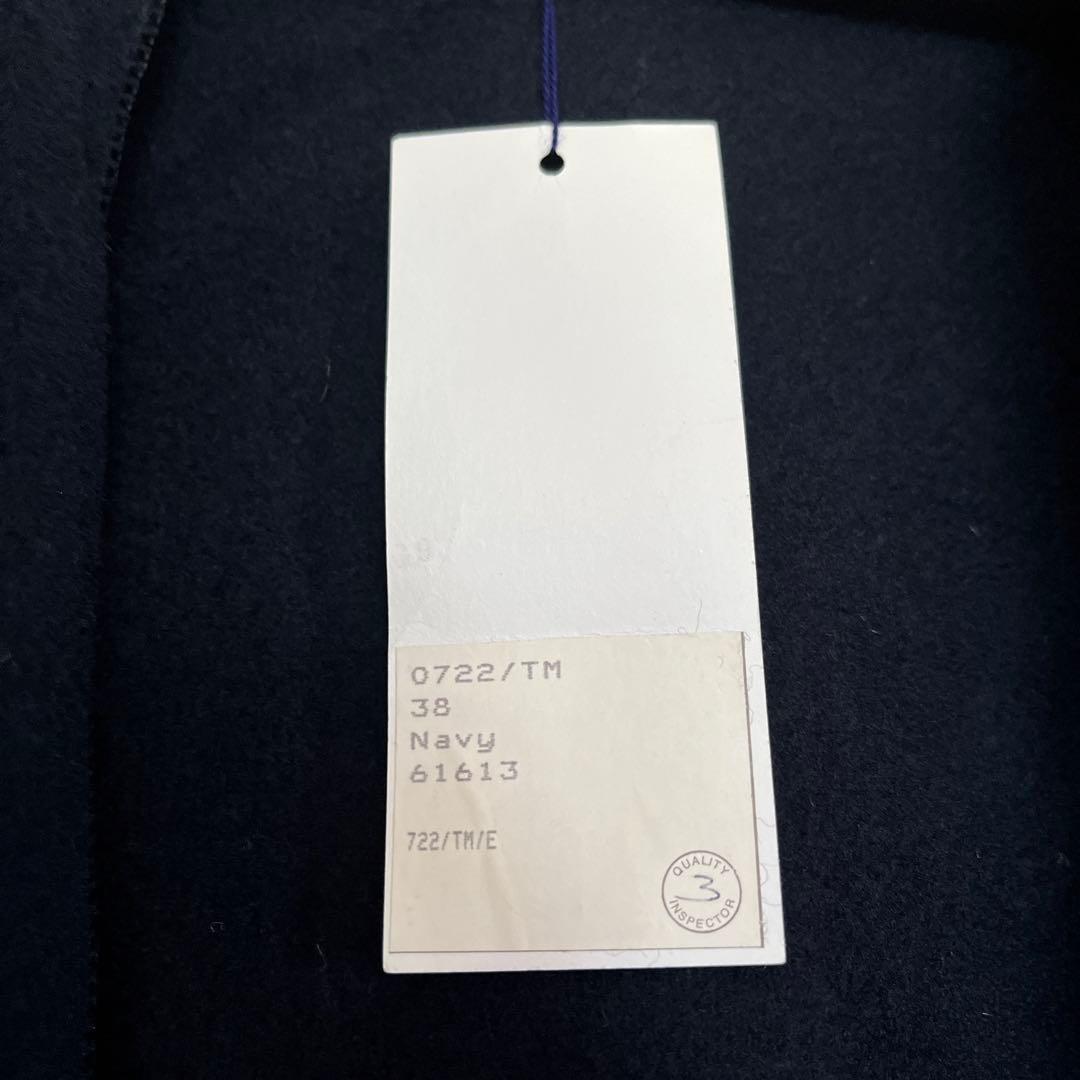 0722/TM
38
Navy
61613
722/TM/E
QUALITY
3
INSPECTOR